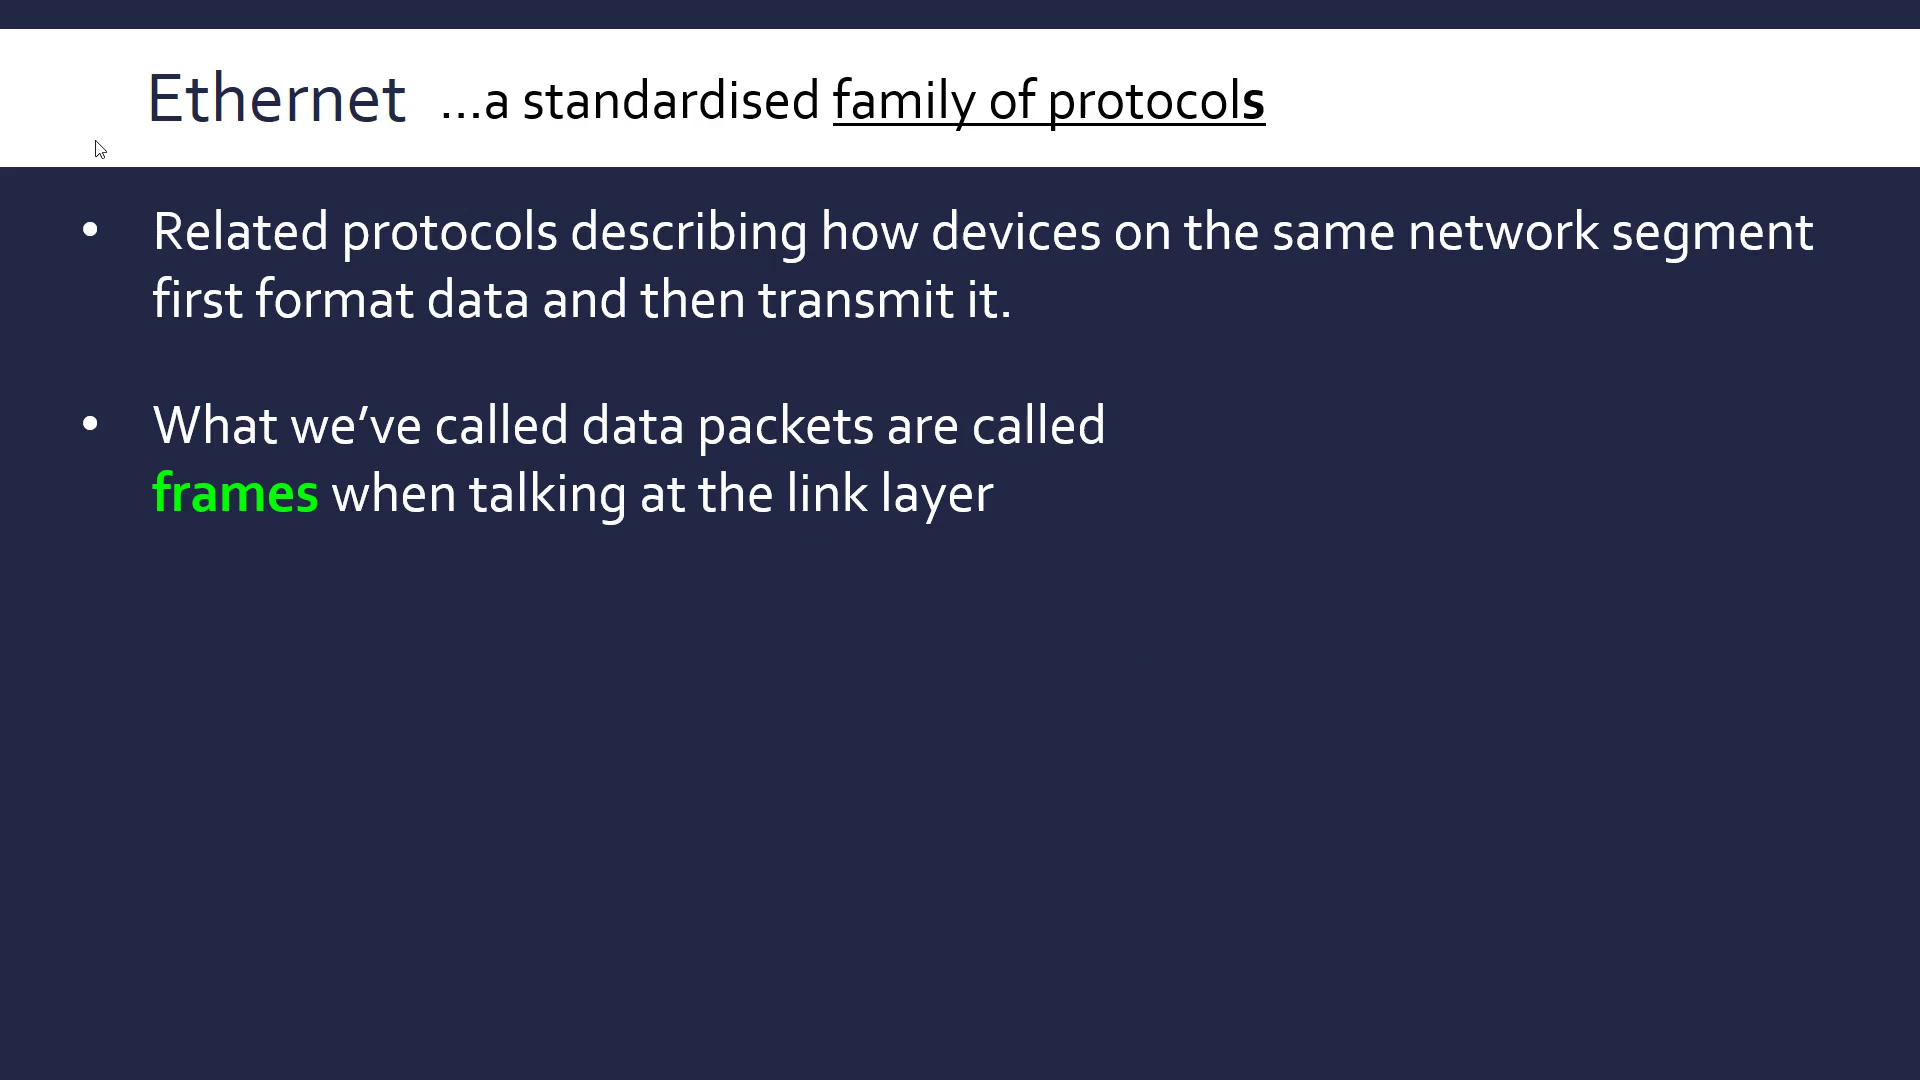 Ethernet ...a standardised family of protocols
• Related protocols describing how devices on the same network segment
first format data and then transmit it.
• What we’ve called data packets are called
frames when talking at the link layer